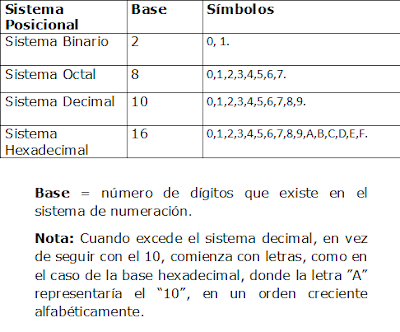 Sistema Posicional Base Símbolos
Sistema Binario 2 0, 1.
Sistema Octal 8 0,1,2,3,4,5,6,7.
Sistema Decimal 10 0,1,2,3,4,5,6,7,8,9.
Sistema Hexadecimal 16 0,1,2,3,4,5,6,7,8,9,A,B,C,D,E,F.
Base = número de dígitos que existe en el
sistema de numeración.
Nota: Cuando excede el sistema decimal, en vez
de seguir con el 10, comienza con letras, como en
el caso de la base hexadecimal, donde la letra "A"
representaría el "10", en un orden creciente
alfabéticamente.